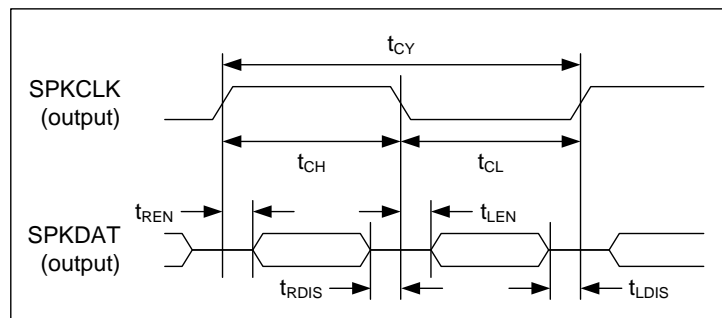 tCY
SPKCLK
(output)
tCH
tCL
tREN
tLEN
SPKDAT
(output)
tRDIS
tLDIS